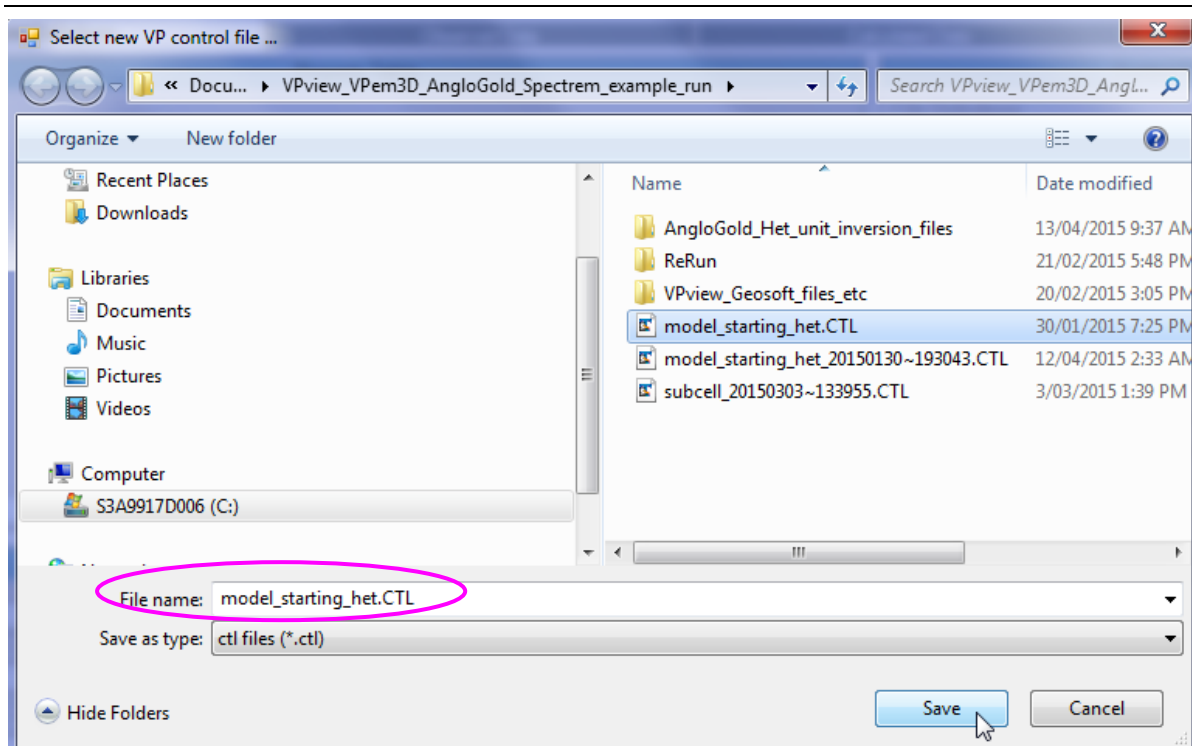 Select new VP control file ...
« Docu... VPview_VPem3D_AngloGold_Spectrem_example_run Search VPview_VPem3D_Angl...
Organize New folder
Recent Places
Downloads
Libraries
Documents
Music
Pictures
Videos
Computer
S3A9917D006 (C:)
Name Date modified
AngloGold_Het_unit_inversion_files 13/04/2015 9:37 AM
ReRun 21/02/2015 5:48 PM
VPview_Geosoft_files_etc 20/02/2015 3:05 PM
model_starting_het.CTL 30/01/2015 7:25 PM
model_starting_het_20150130~193043.CTL 12/04/2015 2:33 AM
subcell_20150303~133955.CTL 3/03/2015 1:39 PM
File name: model_starting_het.CTL
Save as type: ctl files (*.ctl)
Hide Folders Save Cancel